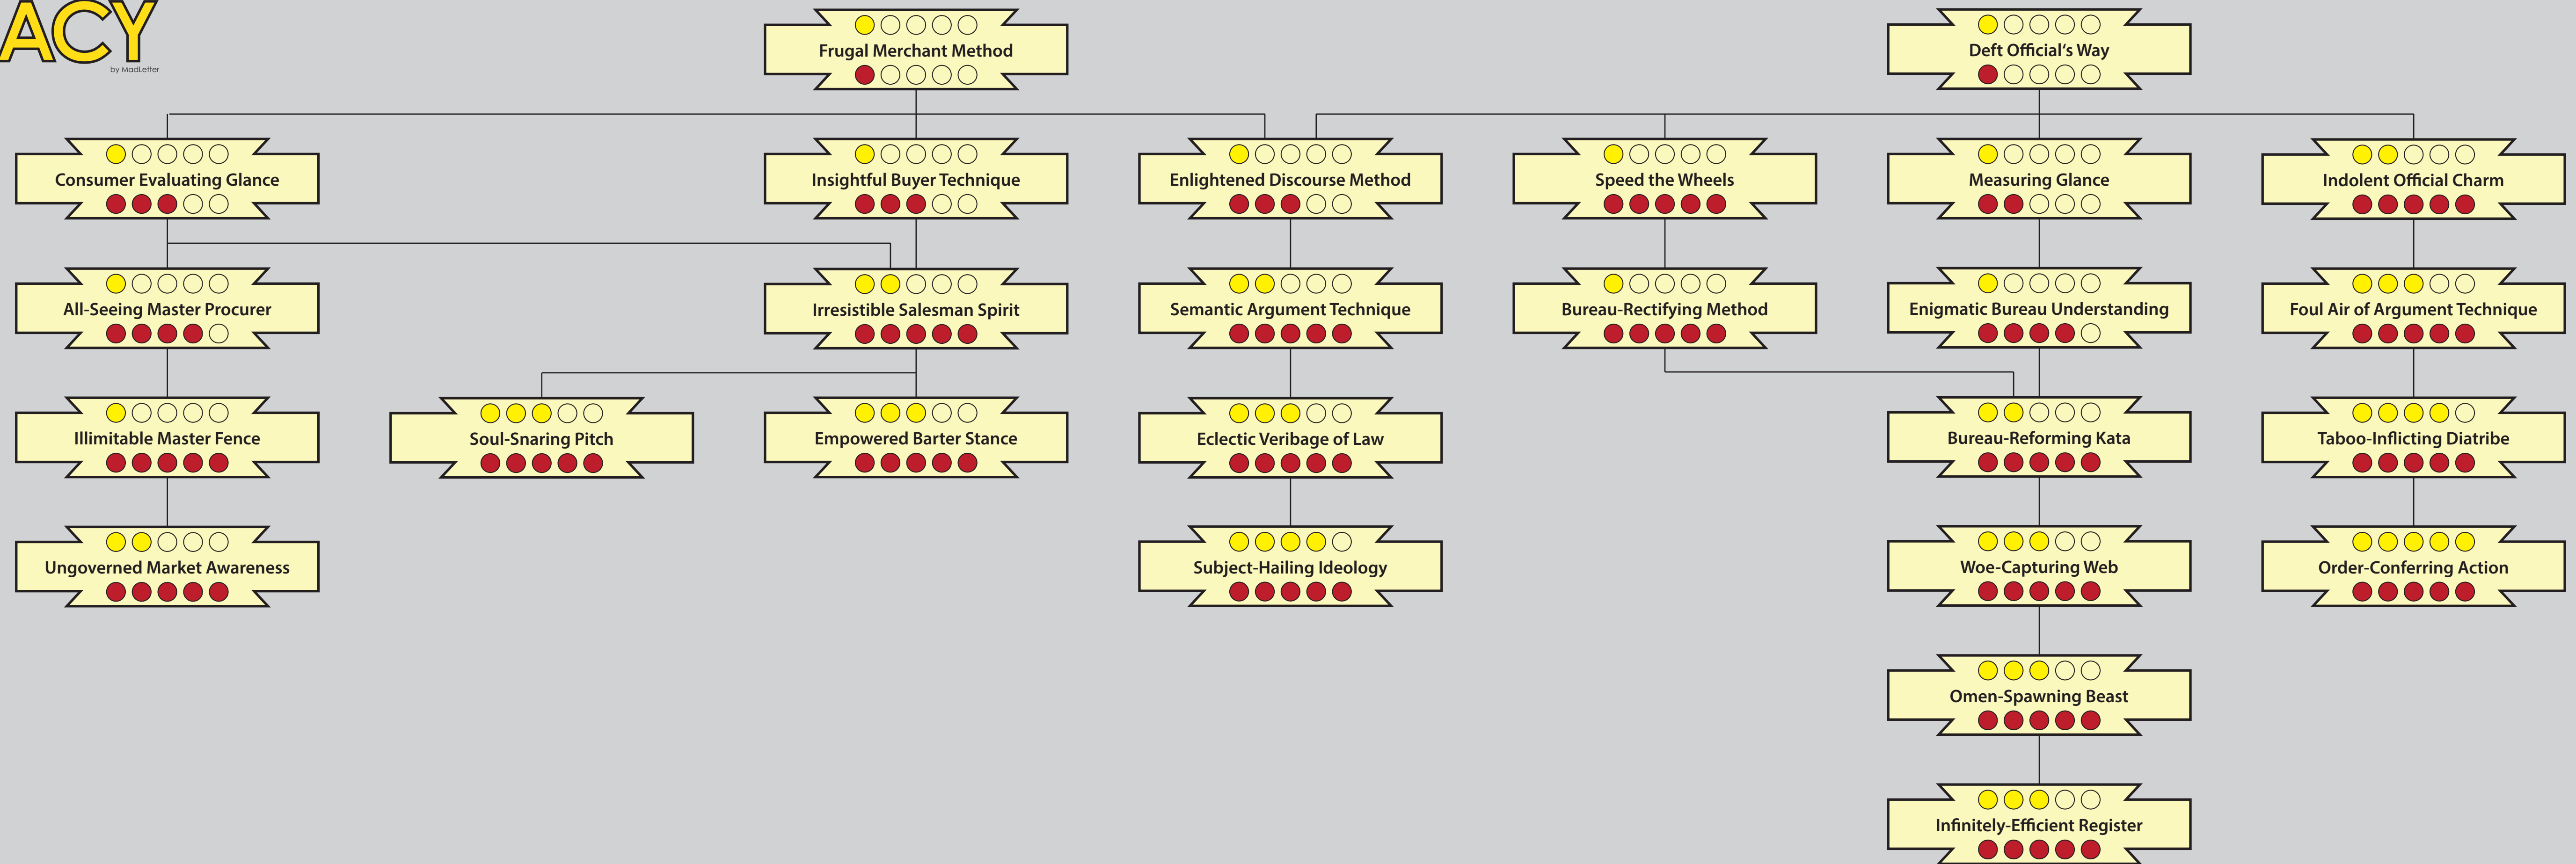 ACY
by MadLetter
Frugal Merchant Method
Deft Official's Way
Consumer Evaluating Glance
Insightful Buyer Technique
Enlightened Discourse Method
Speed the Wheels
Measuring Glance
Indolent Official Charm
All-Seeing Master Procurer
Irresistible Salesman Spirit
Semantic Argument Technique
Bureau-Rectifying Method
Enigmatic Bureau Understanding
Foul Air of Argument Technique
Illimitable Master Fence
Soul-Snaring Pitch
Empowered Barter Stance
Eclectic Veribage of Law
Bureau-Reforming Kata
Taboo-Inflicting Diatribe
Ungoverned Market Awareness
Subject-Hailing Ideology
Woe-Capturing Web
Order-Conferring Action
Omen-Spawning Beast
Infinitely-Efficient Register